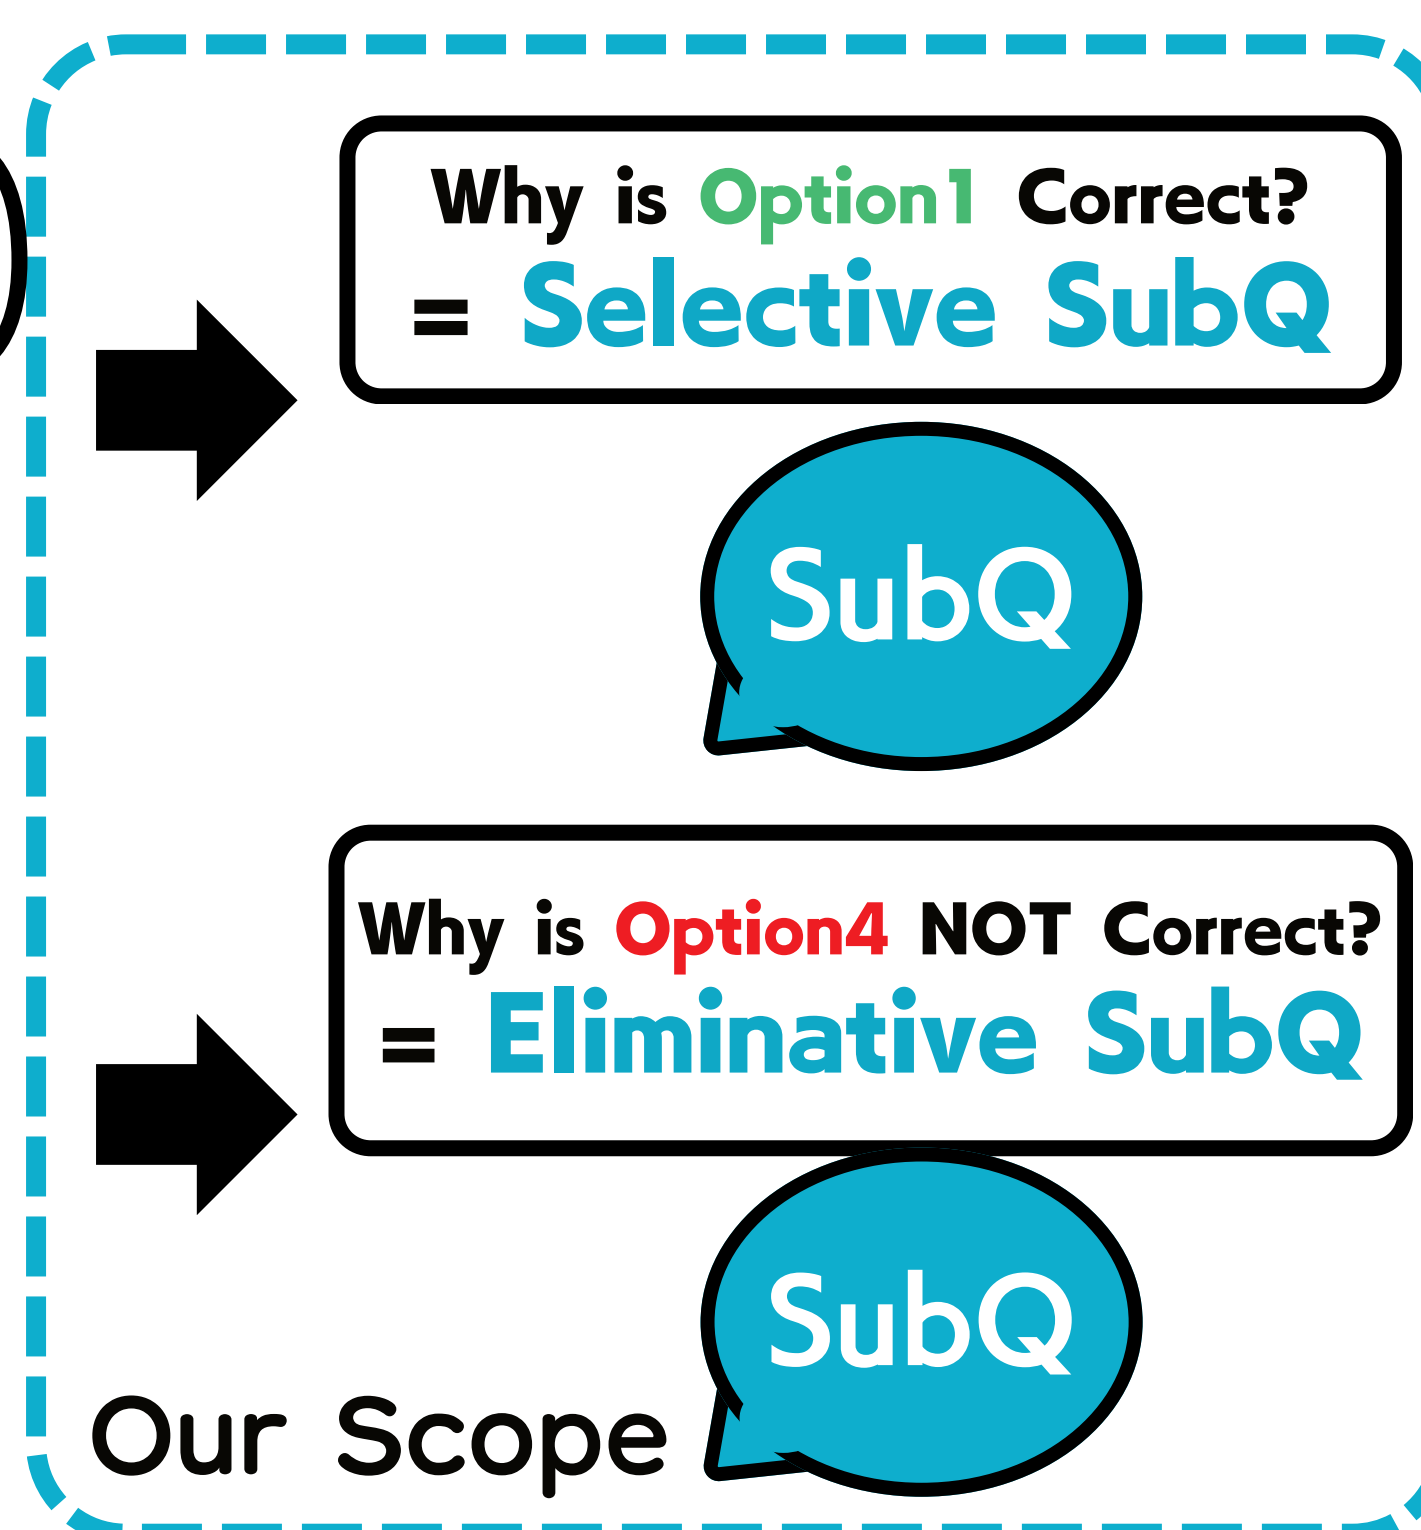 Why is Option1 Correct?
= Selective SubQ
SubQ
Why is Option4 NOT Correct?
= Eliminative SubQ
SubQ
Our Scope